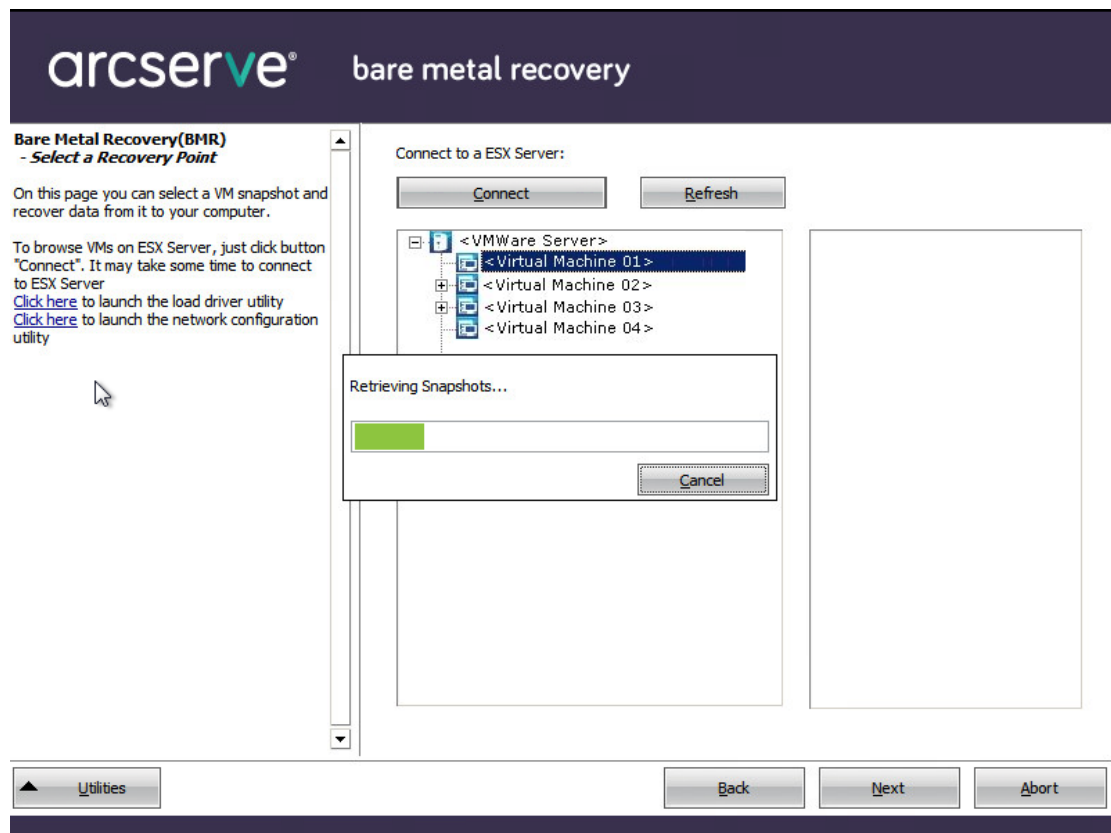 arcserve® bare metal recovery
Bare Metal Recovery(BMR)
- Select a Recovery Point
On this page you can select a VM snapshot and
recover data from it to your computer.
To browse VMs on ESX Server, just click button
"Connect". It may take some time to connect
to ESX Server
Click here to launch the load driver utility
Click here to launch the network configuration
utility
Connect to a ESX Server:
Connect
Refresh
<VMWare Server>
<Virtual Machine 01>
<Virtual Machine 02>
<Virtual Machine 03>
<Virtual Machine 04>
Retrieving Snapshots...
Cancel
Utilities
Back
Next
Abort